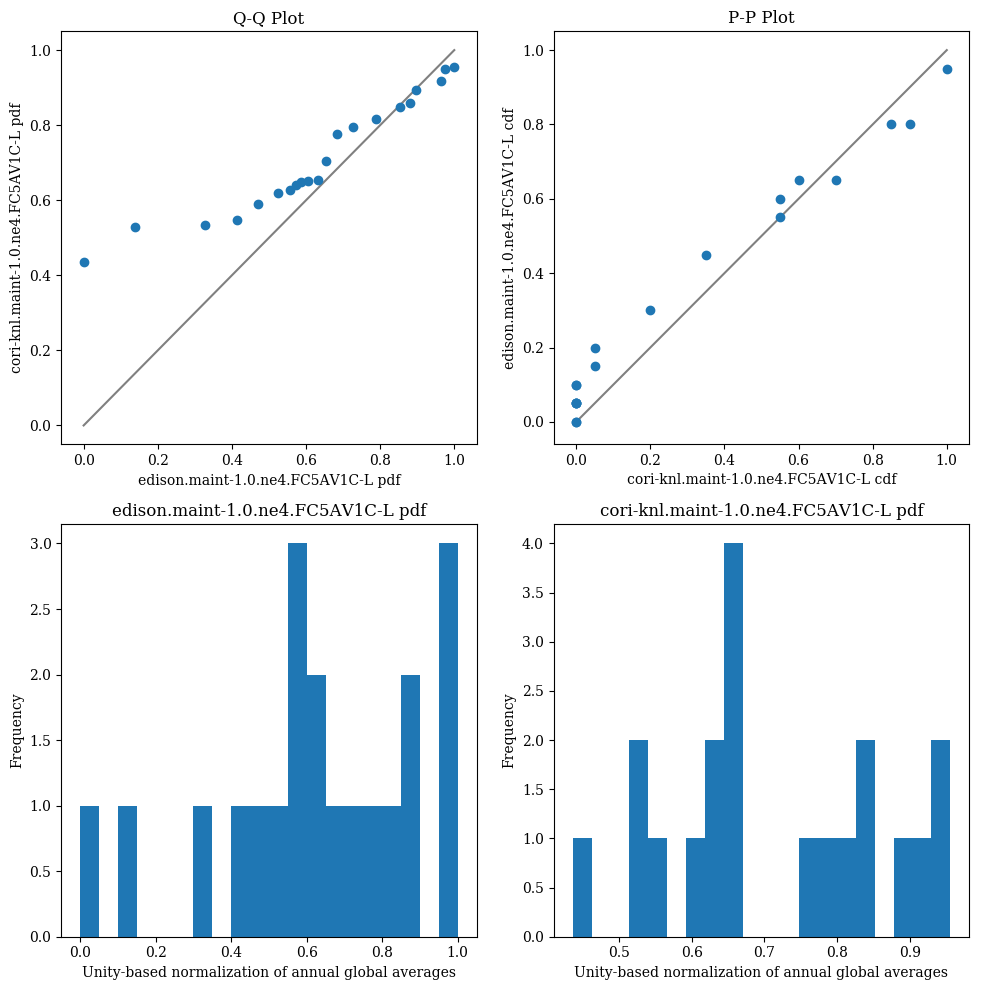 Q-Q Plot
1.0
0.8
0.6
0.4
0.2
0.0
cori-knl.maint-1.0.ne4.FC5AV1C-L pdf
0.0 0.2 0.4 0.6 0.8 1.0
edison.maint-1.0.ne4.FC5AV1C-L pdf
P-P Plot
1.0
0.8
0.6
0.4
0.2
0.0
edison.maint-1.0.ne4.FC5AV1C-L cdf
0.0 0.2 0.4 0.6 0.8 1.0
cori-knl.maint-1.0.ne4.FC5AV1C-L cdf
edison.maint-1.0.ne4.FC5AV1C-L pdf
3.0
2.5
2.0
1.5
1.0
0.5
0.0
Frequency
0.0 0.2 0.4 0.6 0.8 1.0
Unity-based normalization of annual global averages
cori-knl.maint-1.0.ne4.FC5AV1C-L pdf
4.0
3.5
3.0
2.5
2.0
1.5
1.0
0.5
0.0
Frequency
0.5 0.6 0.7 0.8 0.9
Unity-based normalization of annual global averages